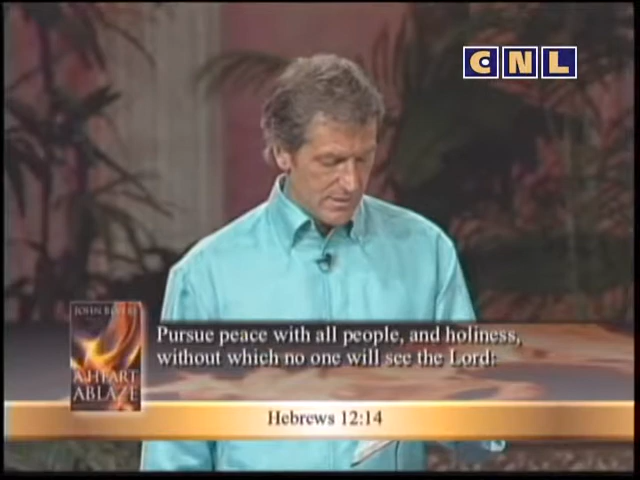 CNL
JOHN BEVERE
A HEART
ABLAZE
Pursue peace with all people, and holiness,
without which no one will see the Lord:
Hebrews 12:14